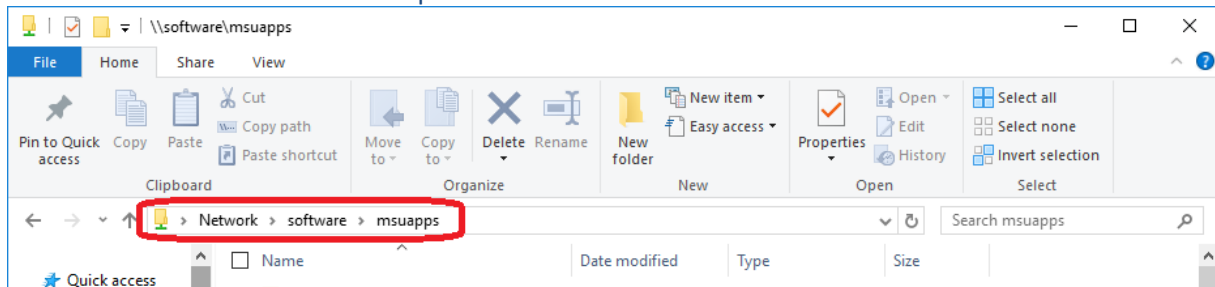 \\software\msuapps
File Home Share View
Pin to Quick access
Copy
Paste
Cut
Copy path
Paste shortcut
Clipboard
Move to
Copy to
Delete
Rename
Organize
New folder
New item
Easy access
New
Properties
Open
Edit
History
Open
Select all
Select none
Invert selection
Select
Network > software > msuapps
Search msuapps
Name Date modified Type Size
Quick access